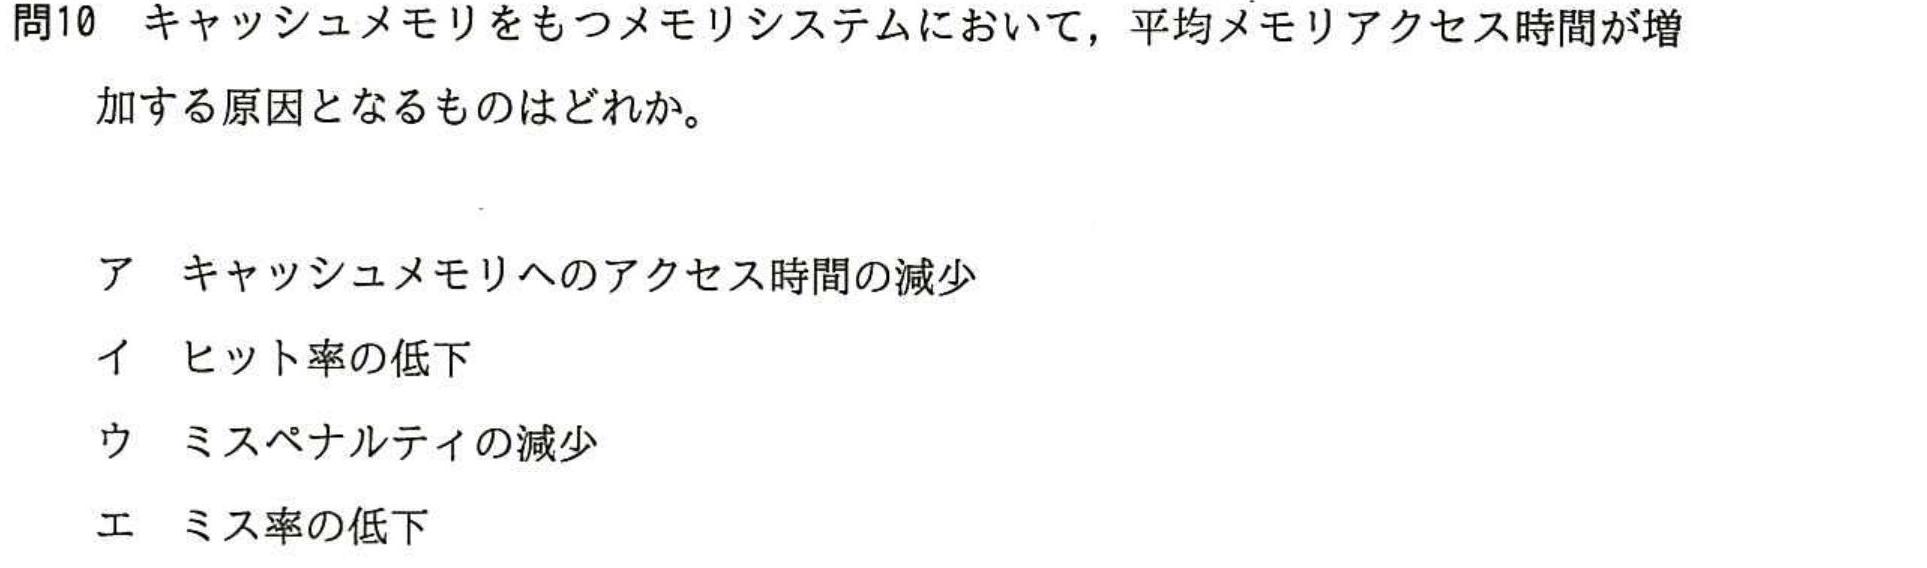 問10　キャッシュメモリをもつメモリシステムにおいて，平均メモリアクセス時間が増
加する原因となるものはどれか。
ア　キャッシュメモリへのアクセス時間の減少
イ　ヒット率の低下
ウ　ミスペナルティの減少
エ　ミス率の低下